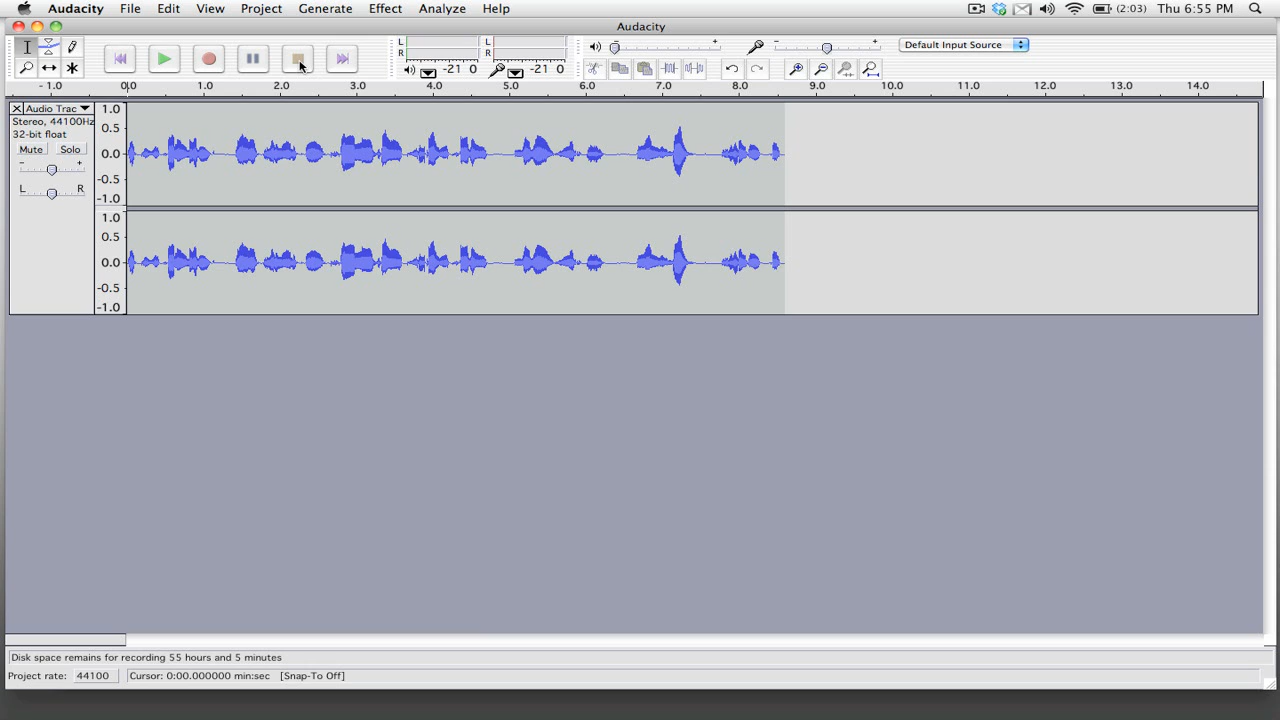 Audacity File Edit View Project Generate Effect Analyze Help (2:03) Thu 6:55 PM
Audacity
L L Default Input Source
R R
-21 0 -21 0
-1.0 0.0 1.0 2.0 3.0 4.0 5.0 6.0 7.0 8.0 9.0 10.0 11.0 12.0 13.0 14.0
Audio Trac 1.0
Stereo, 44100Hz 0.5
32-bit float
Mute Solo 0.0
- + -0.5
L R -1.0
1.0
0.5
0.0
-0.5
-1.0
Disk space remains for recording 55 hours and 5 minutes
Project rate: 44100 Cursor: 0:00.000000 min:sec [Snap-To Off]